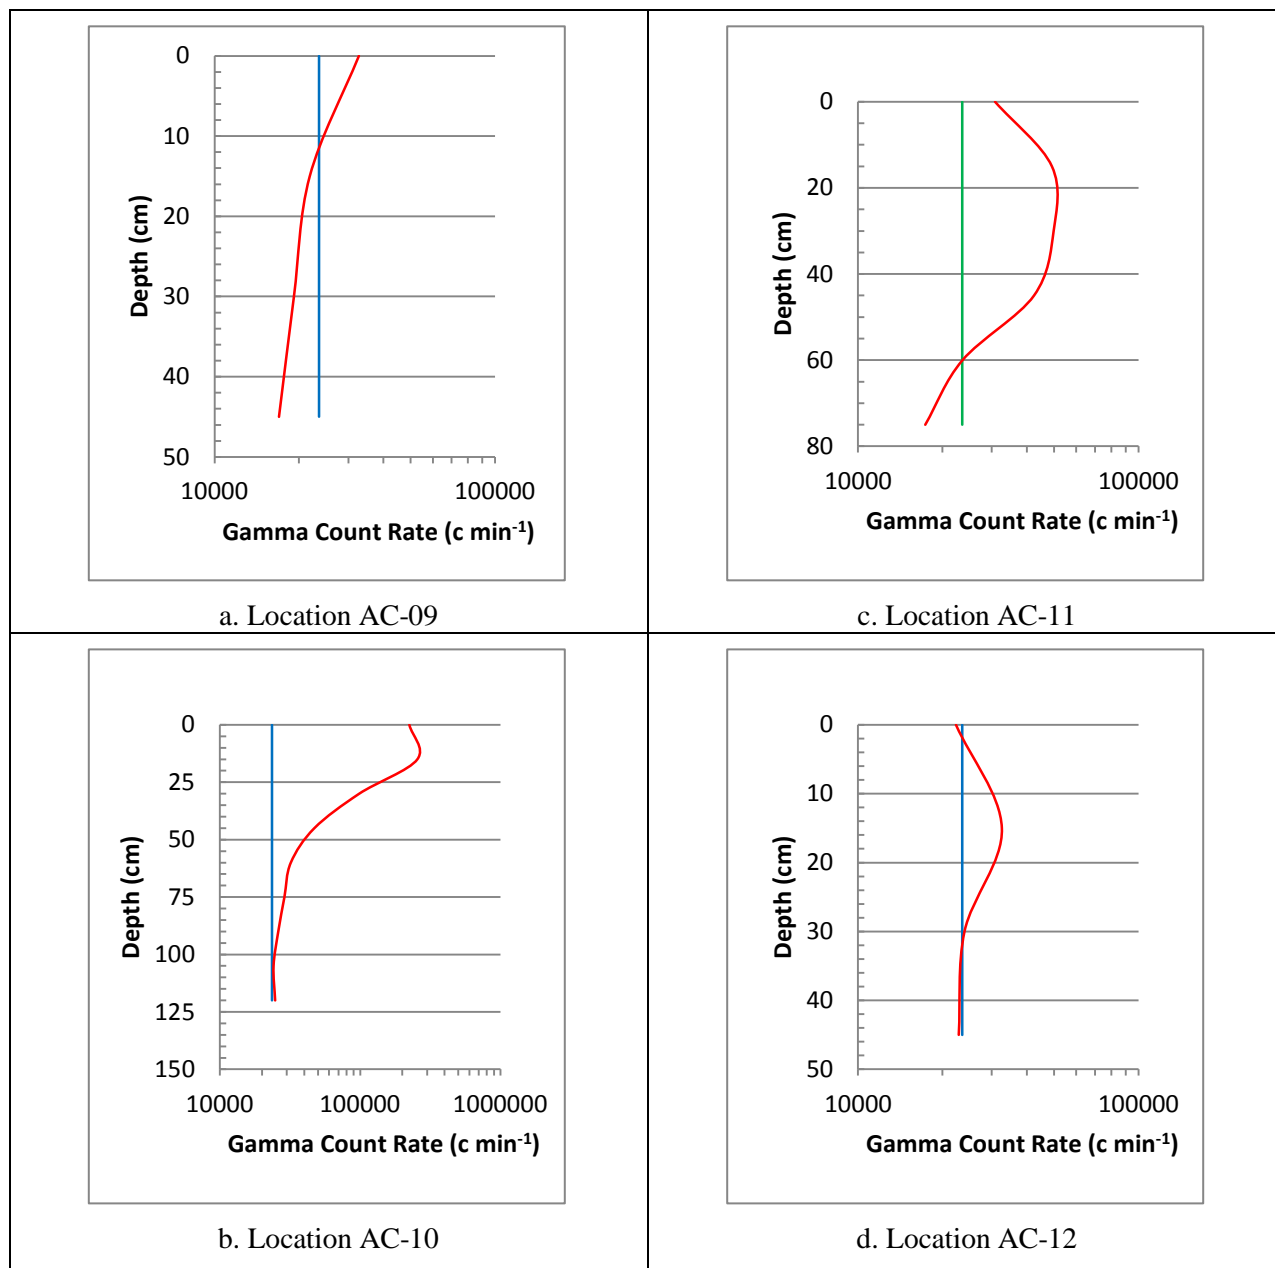 0
10
20
30
40
50
Depth (cm)
10000 100000
Gamma Count Rate (c min⁻¹)
a. Location AC-09
0
20
40
60
80
Depth (cm)
10000 100000
Gamma Count Rate (c min⁻¹)
c. Location AC-11
0
25
50
75
100
125
150
Depth (cm)
10000 100000 1000000
Gamma Count Rate (c min⁻¹)
b. Location AC-10
0
10
20
30
40
50
Depth (cm)
10000 100000
Gamma Count Rate (c min⁻¹)
d. Location AC-12